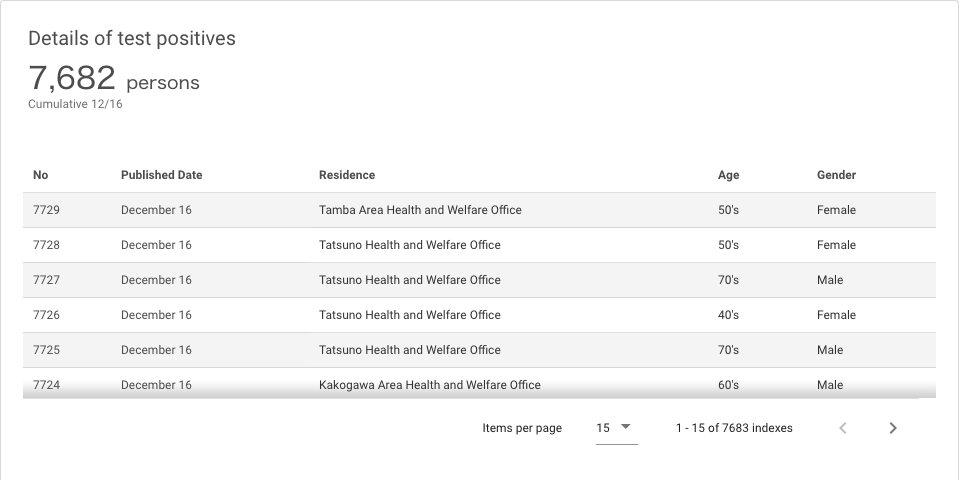 Details of test positives
7,682 persons
Cumulative 12/16
No Published Date Residence Age Gender
7729 December 16 Tamba Area Health and Welfare Office 50's Female
7728 December 16 Tatsuno Health and Welfare Office 50's Female
7727 December 16 Tatsuno Health and Welfare Office 70's Male
7726 December 16 Tatsuno Health and Welfare Office 40's Female
7725 December 16 Tatsuno Health and Welfare Office 70's Male
7724 December 16 Kakogawa Area Health and Welfare Office 60's Male
Items per page 15 1 - 15 of 7683 indexes